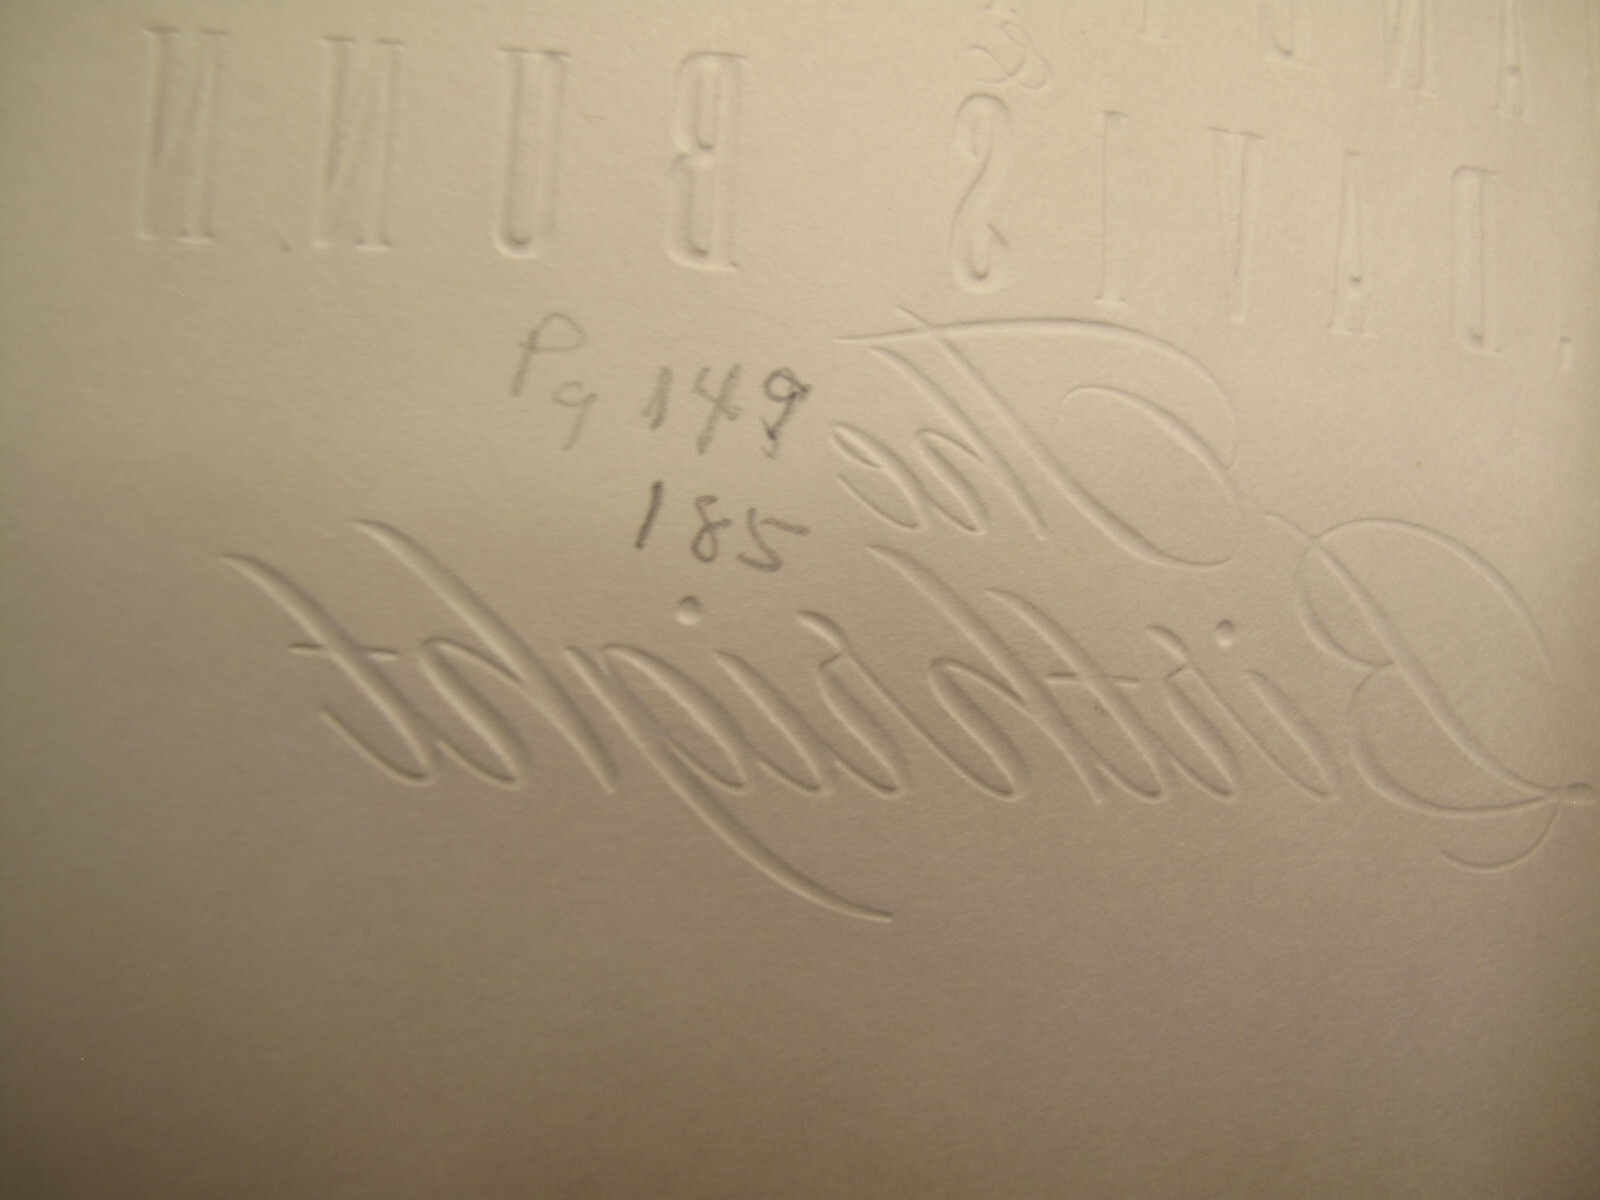 &
DAVIS BUNN
The
Birthright
Pg 149
185